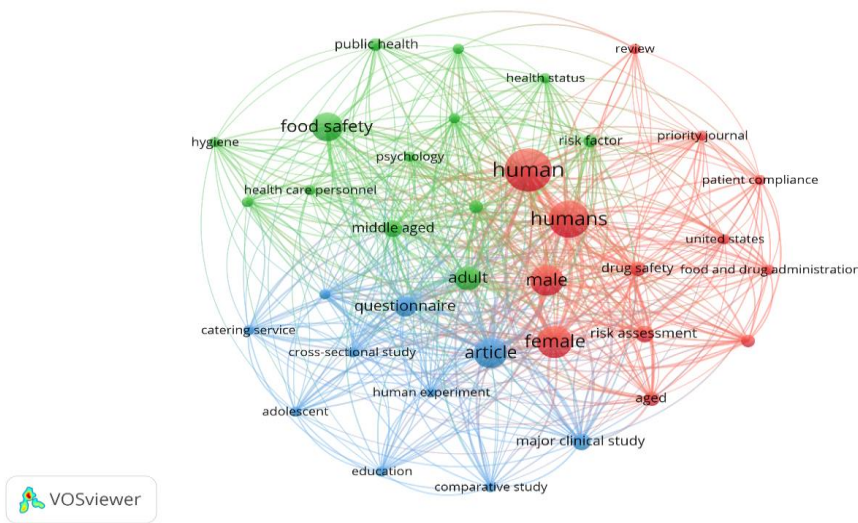 public health
review
health status
food safety
hygiene
risk factor
priority journal
psychology
human
health care personnel
patient compliance
humans
middle aged
united states
adult
male
drug safety
food and drug administration
questionnaire
catering service
female
risk assessment
cross-sectional study
article
human experiment
aged
adolescent
major clinical study
education
comparative study
VOSviewer